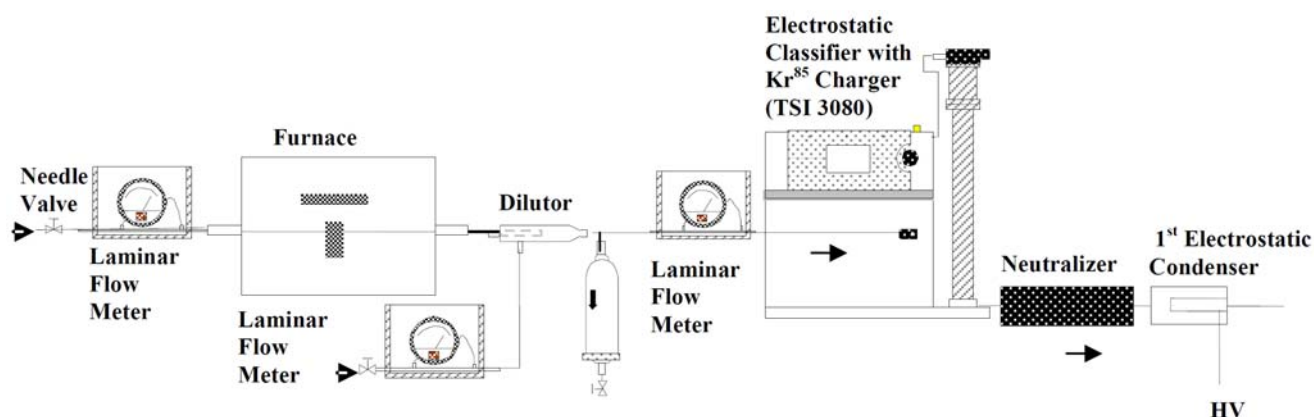 Needle
Valve
Laminar
Flow
Meter
Furnace
Laminar
Flow
Meter
Dilutor
Laminar
Flow
Meter
Electrostatic
Classifier with
Kr⁸⁵ Charger
(TSI 3080)
Neutralizer
1ˢᵗ Electrostatic
Condenser
HV